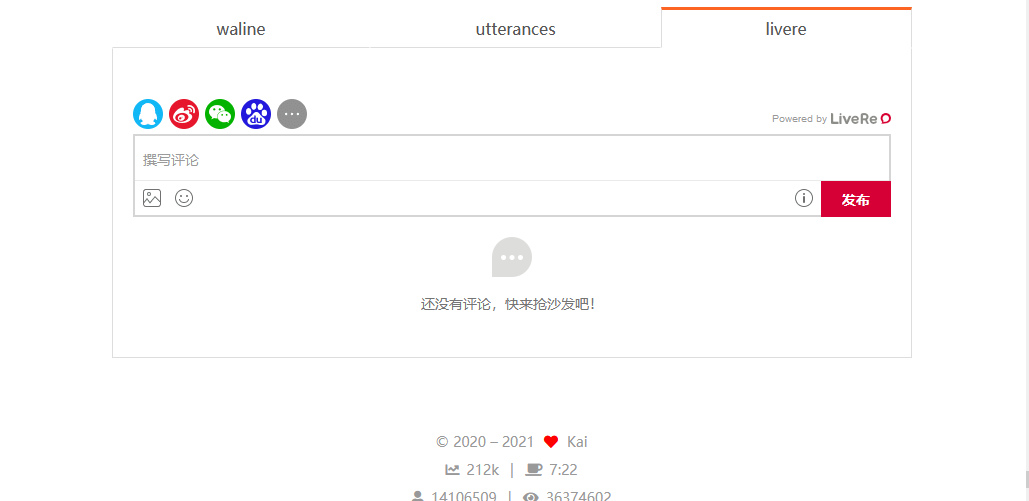 waline utterances livere
du
Powered by LiveRe
撰写评论
发布
还没有评论，快来抢沙发吧！
© 2020 – 2021 Kai
212k | 7:22
14106509 | 36374602